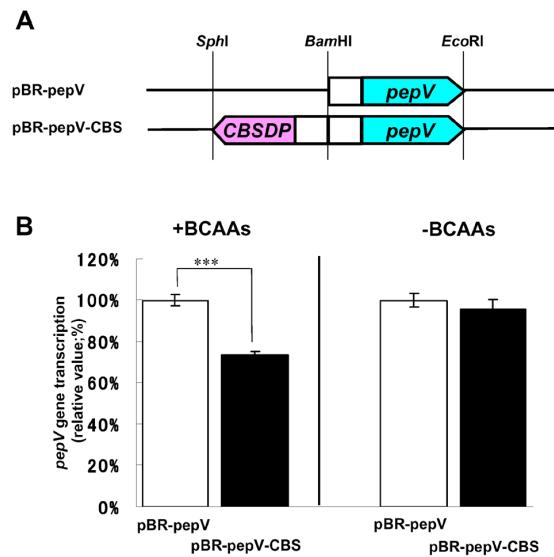 A
SphI BamHI EcoRI
pBR-pepV
pepV
pBR-pepV-CBS
CBSDP pepV
B
+BCAAs -BCAAs
pepV gene transcription
(relative value;%)
120%
100%
80%
60%
40%
20%
0%
***
pBR-pepV pBR-pepV
pBR-pepV-CBS pBR-pepV-CBS